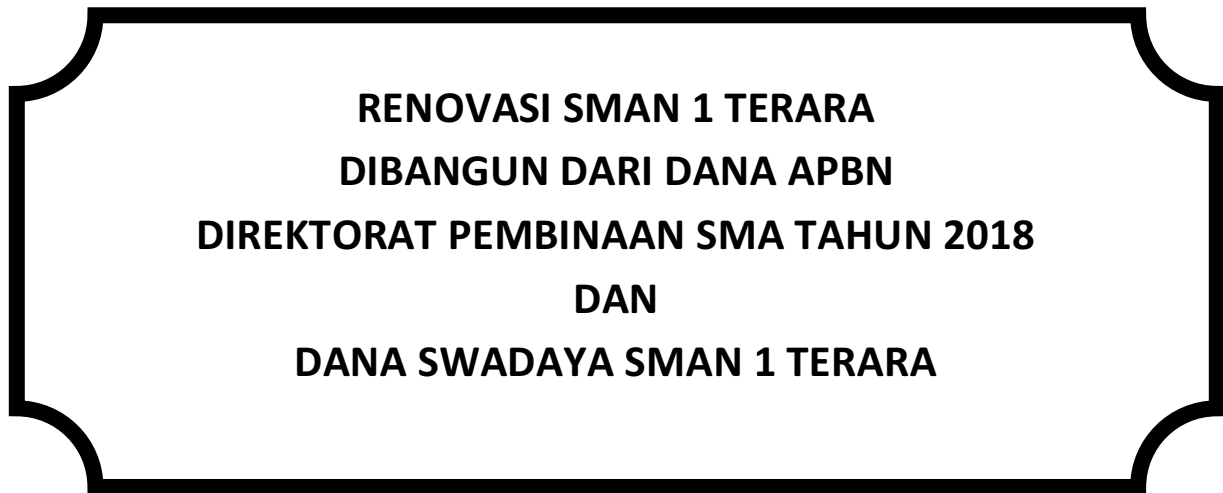 RENOVASI SMAN 1 TERARA
DIBANGUN DARI DANA APBN
DIREKTORAT PEMBINAAN SMA TAHUN 2018
DAN
DANA SWADAYA SMAN 1 TERARA